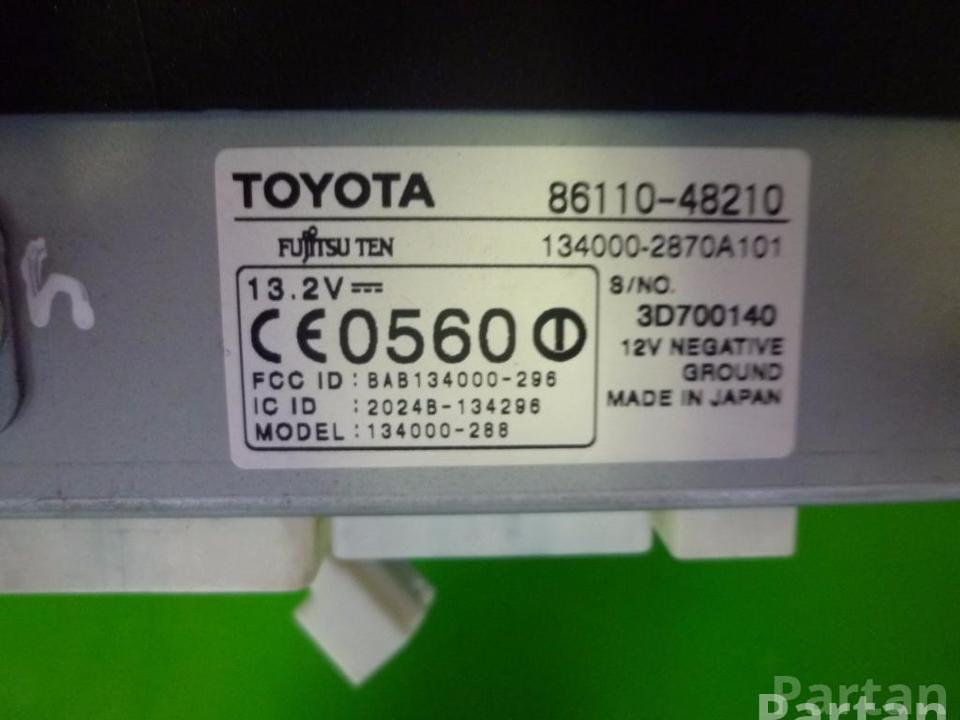 TOYOTA 86110-48210
FUJITSU TEN 134000-2870A101
13.2V
CE0560
FCC ID : BAB134000-296
IC ID : 2024B-134296
MODEL : 134000-288
S/NO.
3D700140
12V NEGATIVE
GROUND
MADE IN JAPAN
Partan
Partan